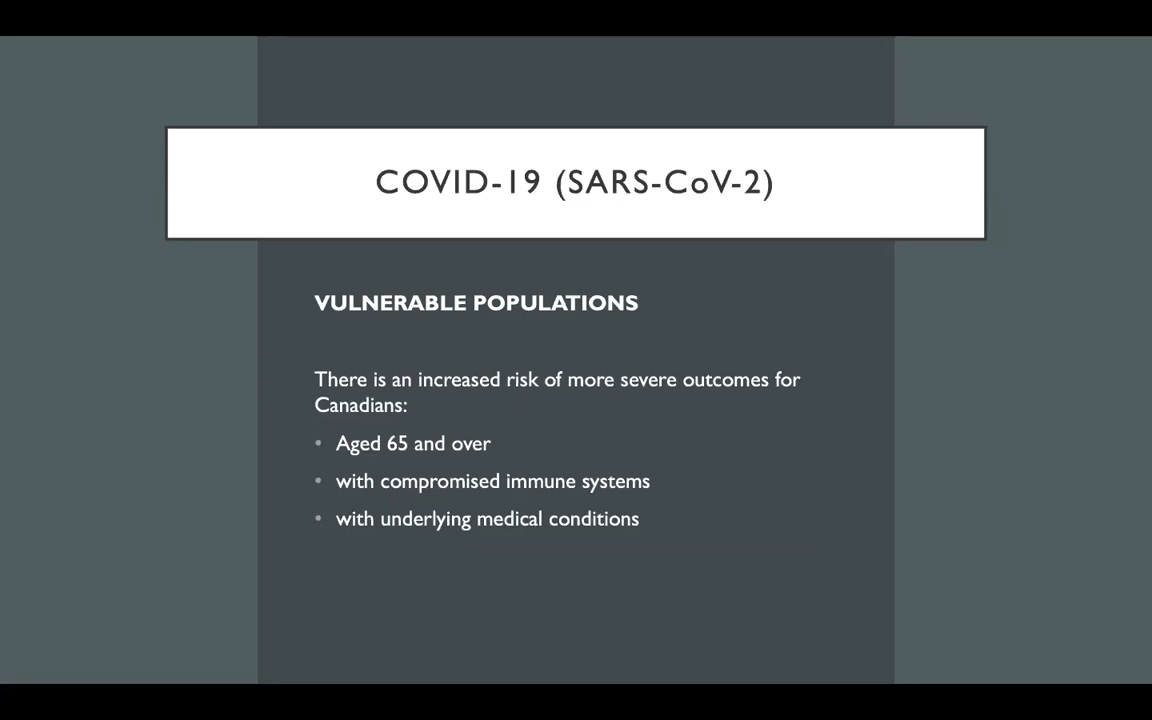 COVID-19 (SARS-CoV-2)
VULNERABLE POPULATIONS
There is an increased risk of more severe outcomes for
Canadians:
• Aged 65 and over
• with compromised immune systems
• with underlying medical conditions